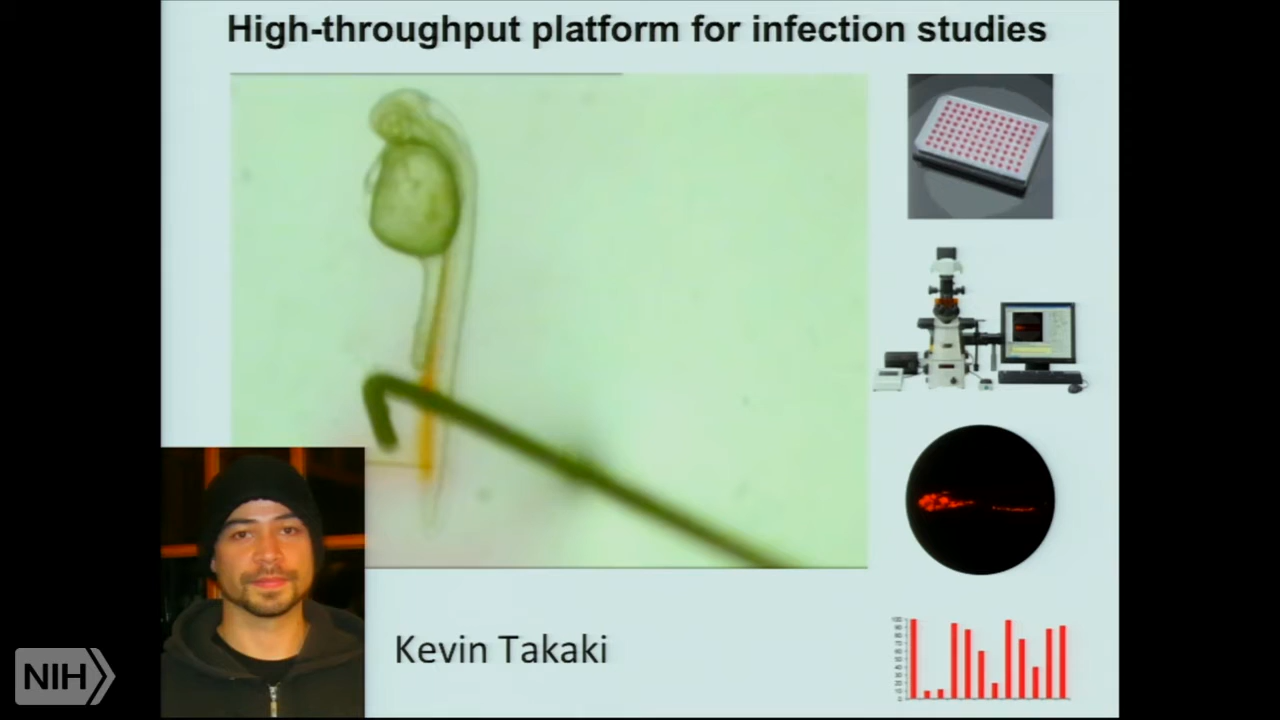 High-throughput platform for infection studies
Kevin Takaki
NIH